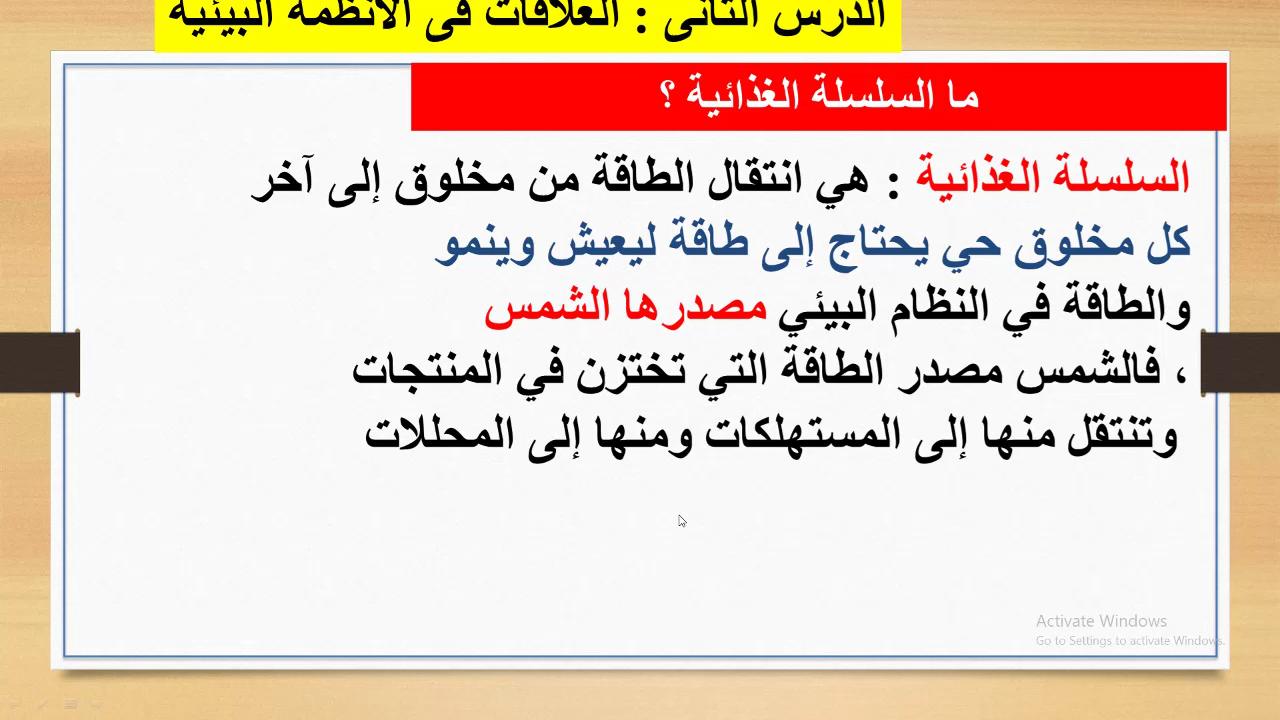 الدرس الثانى : العلاقات فى الأنظمة البيئية
ما السلسلة الغذائية ؟
السلسلة الغذائية : هي انتقال الطاقة من مخلوق إلى آخر
كل مخلوق حي يحتاج إلى طاقة ليعيش وينمو
والطاقة في النظام البيئي مصدرها الشمس
، فالشمس مصدر الطاقة التي تختزن في المنتجات
وتنتقل منها إلى المستهلكات ومنها إلى المحللات
Activate Windows
Go to Settings to activate Windows.